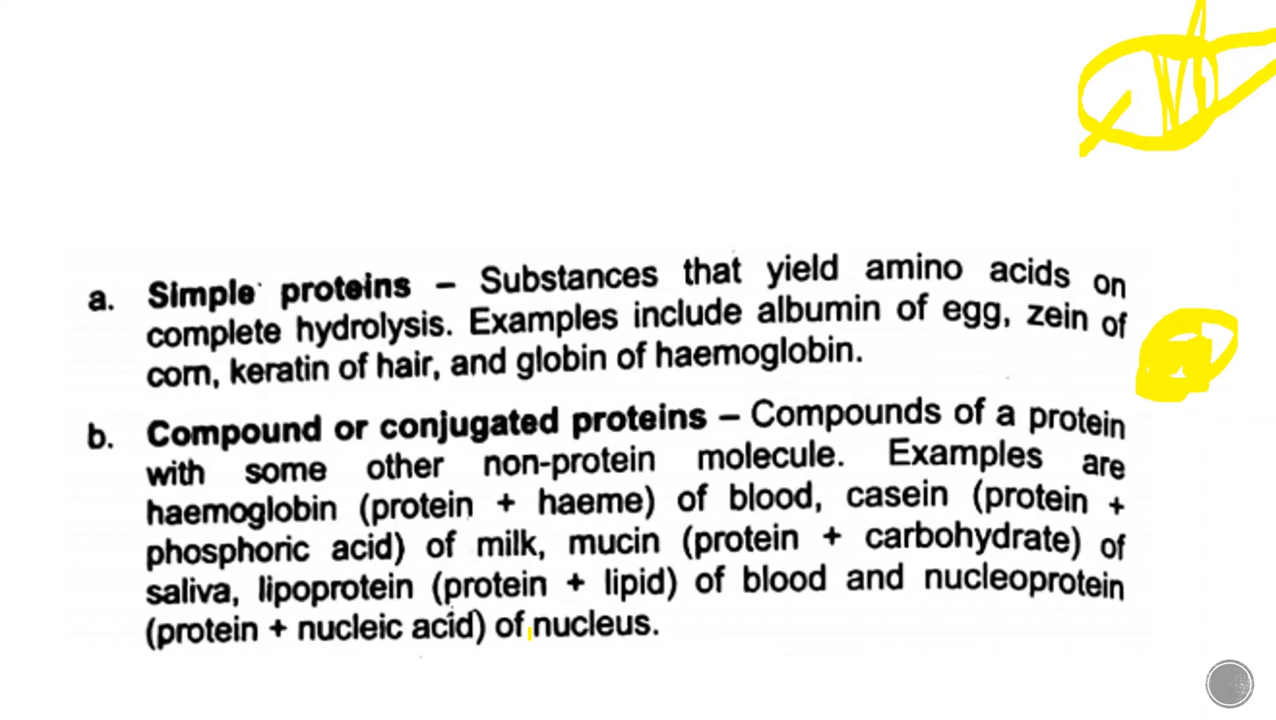 a. Simple proteins – Substances that yield amino acids on
complete hydrolysis. Examples include albumin of egg, zein of
corn, keratin of hair, and globin of haemoglobin.
b. Compound or conjugated proteins – Compounds of a protein
with some other non-protein molecule. Examples are
haemoglobin (protein + haeme) of blood, casein (protein +
phosphoric acid) of milk, mucin (protein + carbohydrate) of
saliva, lipoprotein (protein + lipid) of blood and nucleoprotein
(protein + nucleic acid) of nucleus.